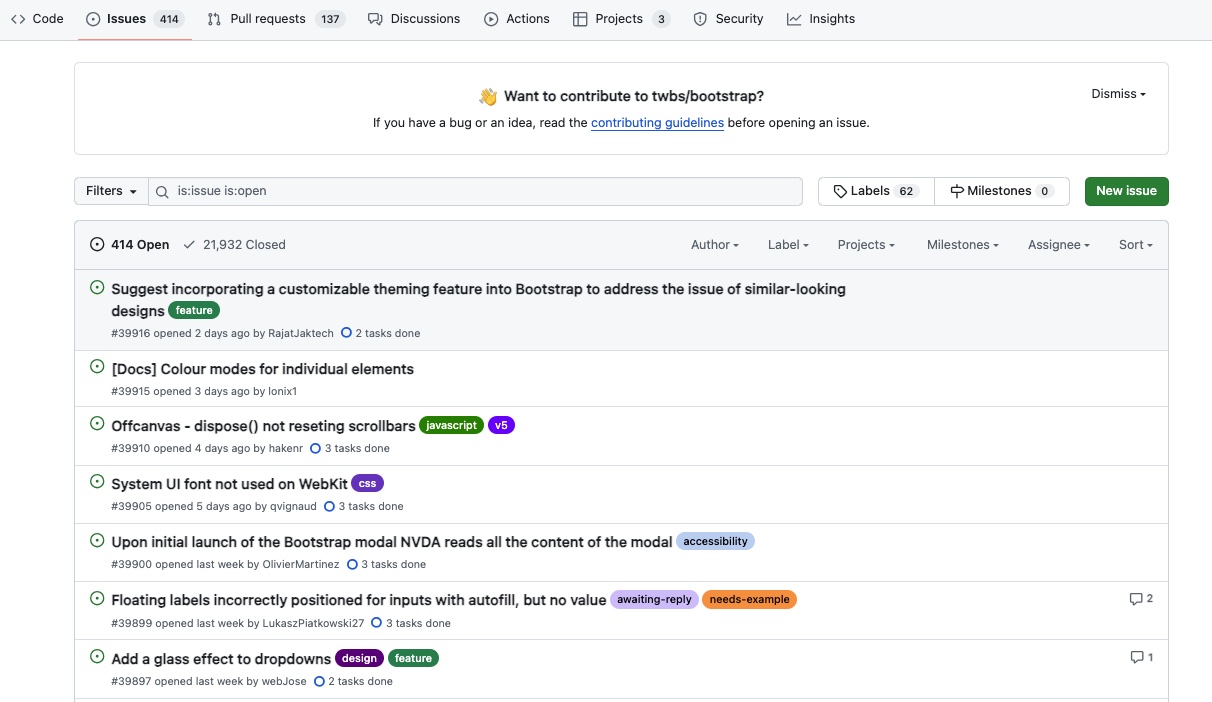 Code Issues 414 Pull requests 137 Discussions Actions Projects 3 Security Insights
👋 Want to contribute to twbs/bootstrap?
Dismiss
If you have a bug or an idea, read the contributing guidelines before opening an issue.
Filters is:issue is:open Labels 62 Milestones 0 New issue
414 Open 21,932 Closed Author Label Projects Milestones Assignee Sort
Suggest incorporating a customizable theming feature into Bootstrap to address the issue of similar-looking
designs feature
#39916 opened 2 days ago by RajatJaktech 2 tasks done
[Docs] Colour modes for individual elements
#39915 opened 3 days ago by lonix1
Offcanvas - dispose() not reseting scrollbars javascript v5
#39910 opened 4 days ago by hakenr 3 tasks done
System UI font not used on WebKit css
#39905 opened 5 days ago by qvignaud 3 tasks done
Upon initial launch of the Bootstrap modal NVDA reads all the content of the modal accessibility
#39900 opened last week by OlivierMartinez 3 tasks done
Floating labels incorrectly positioned for inputs with autofill, but no value awaiting-reply needs-example 2
#39899 opened last week by LukaszPiatkowski27 3 tasks done
Add a glass effect to dropdowns design feature 1
#39897 opened last week by webJose 2 tasks done